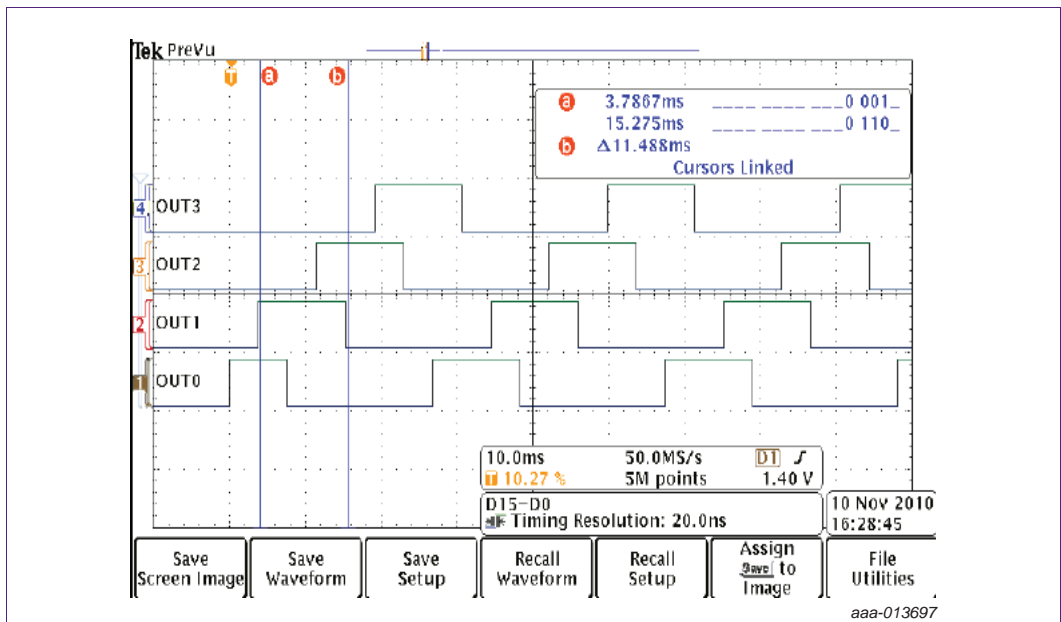 Tek PreVu
T a b
a 3.7867ms ____ ____ ___0 001_
15.275ms ____ ____ ___0 110_
b Δ11.488ms
Cursors Linked
4 OUT3
3 OUT2
2 OUT1
1 OUT0
10.0ms 50.0MS/s D1
T 10.27 % 5M points 1.40 V
D15-D0
Timing Resolution: 20.0ns
10 Nov 2010
16:28:45
Save
Screen Image
Save
Waveform
Save
Setup
Recall
Waveform
Recall
Setup
Assign
Save to
Image
File
Utilities
aaa-013697